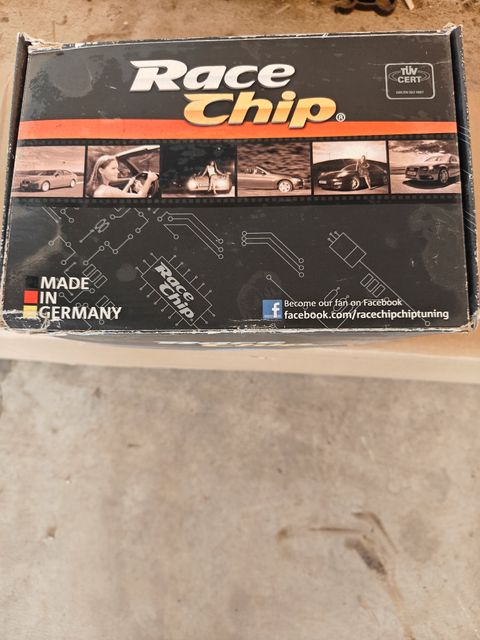 Race
Chip®
TÜV
CERT
MADE
IN
GERMANY
Race
Chip
f
Become our fan on Facebook
facebook.com/racechipchiptuning